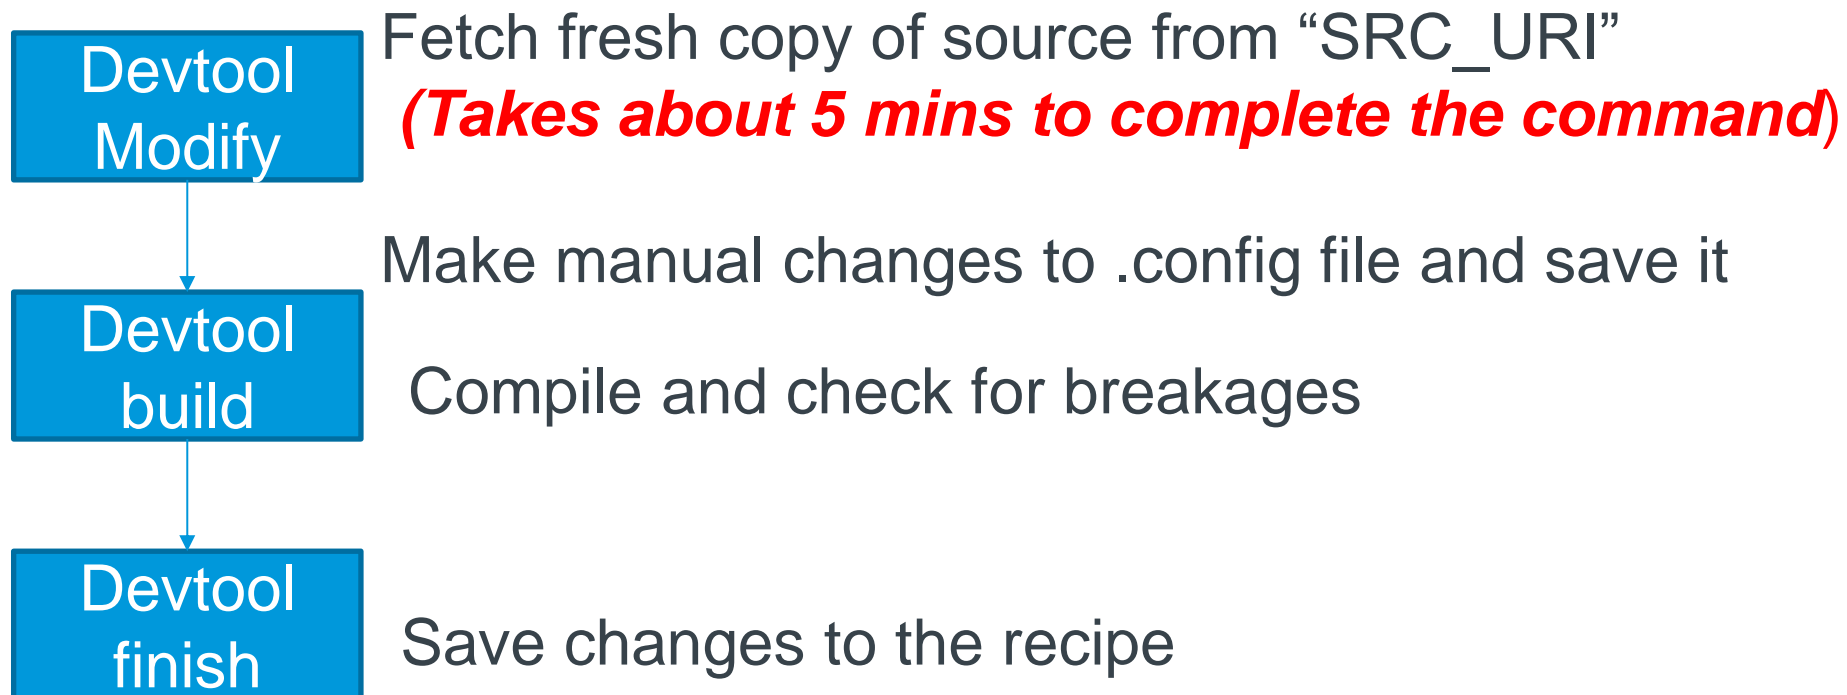 Devtool
Modify
Fetch fresh copy of source from “SRC_URI”
(Takes about 5 mins to complete the command)
Make manual changes to .config file and save it
Devtool
build
Compile and check for breakages
Devtool
finish
Save changes to the recipe